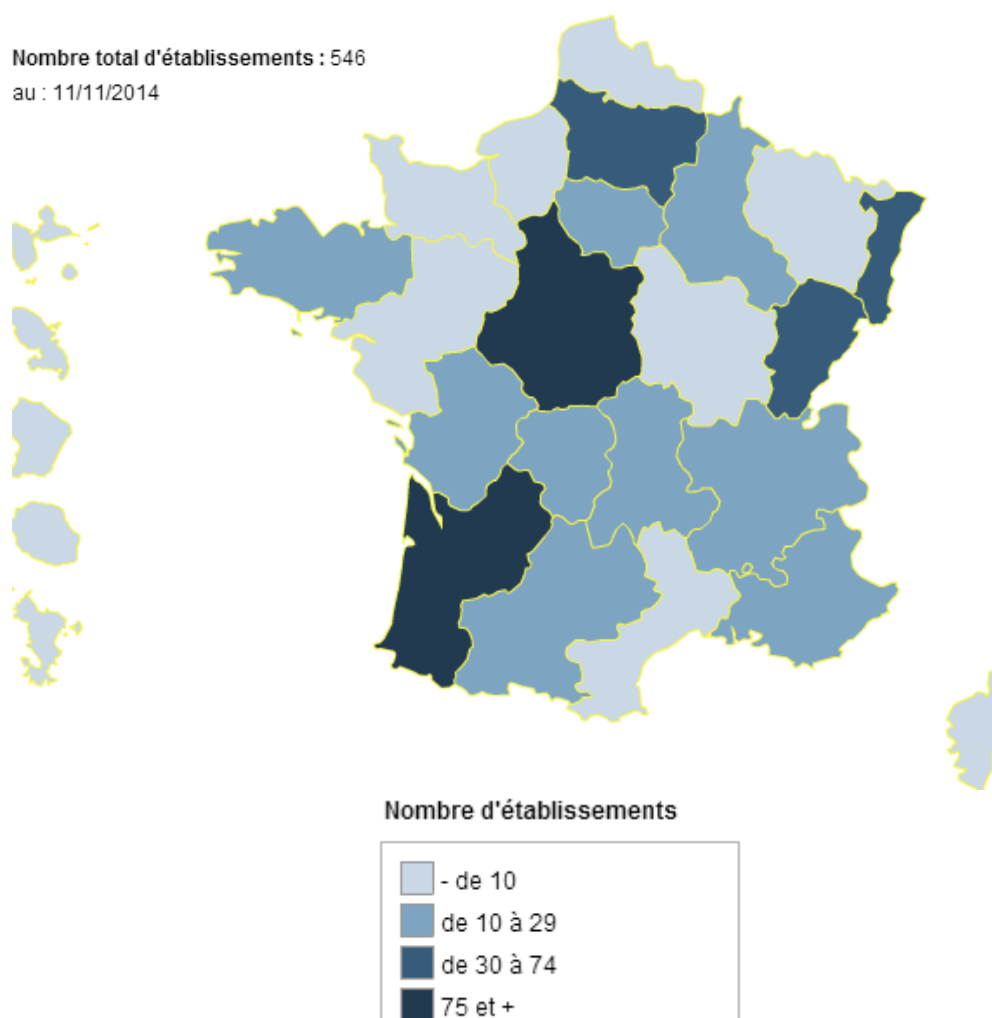 Nombre total d'établissements : 546
au : 11/11/2014
Nombre d'établissements
- de 10
de 10 à 29
de 30 à 74
75 et +